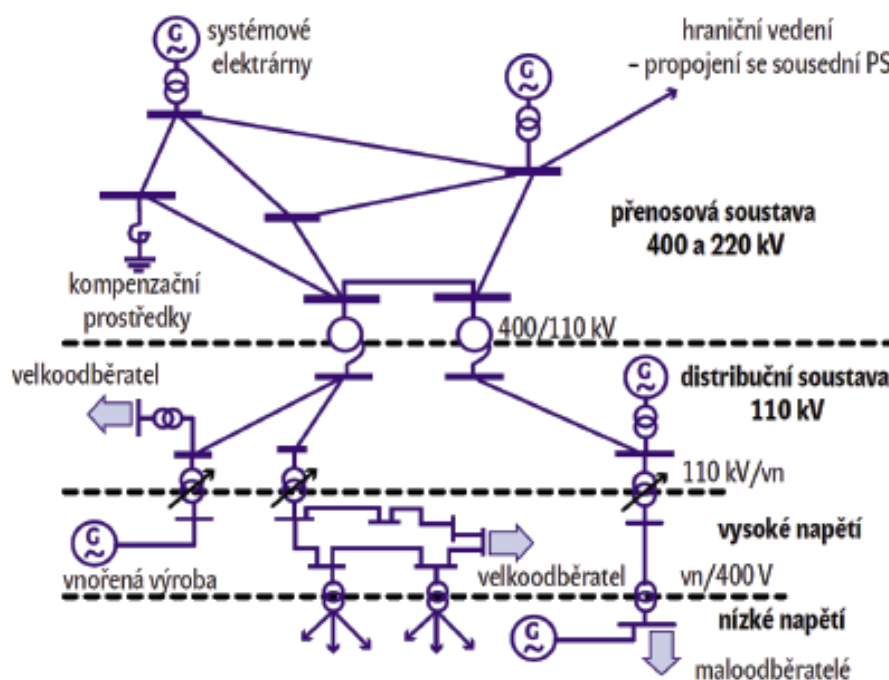 G
systémové
elektrárny
G
hraniční vedení
– propojení se sousední PS
přenosová soustava
400 a 220 kV
kompenzační
prostředky
400/110 kV
velkoodběratel
G
distribuční soustava
110 kV
110 kV/vn
G
vnořená výroba
vysoké napětí
velkoodběratel
vn/400 V
nízké napětí
G
maloodběratelé